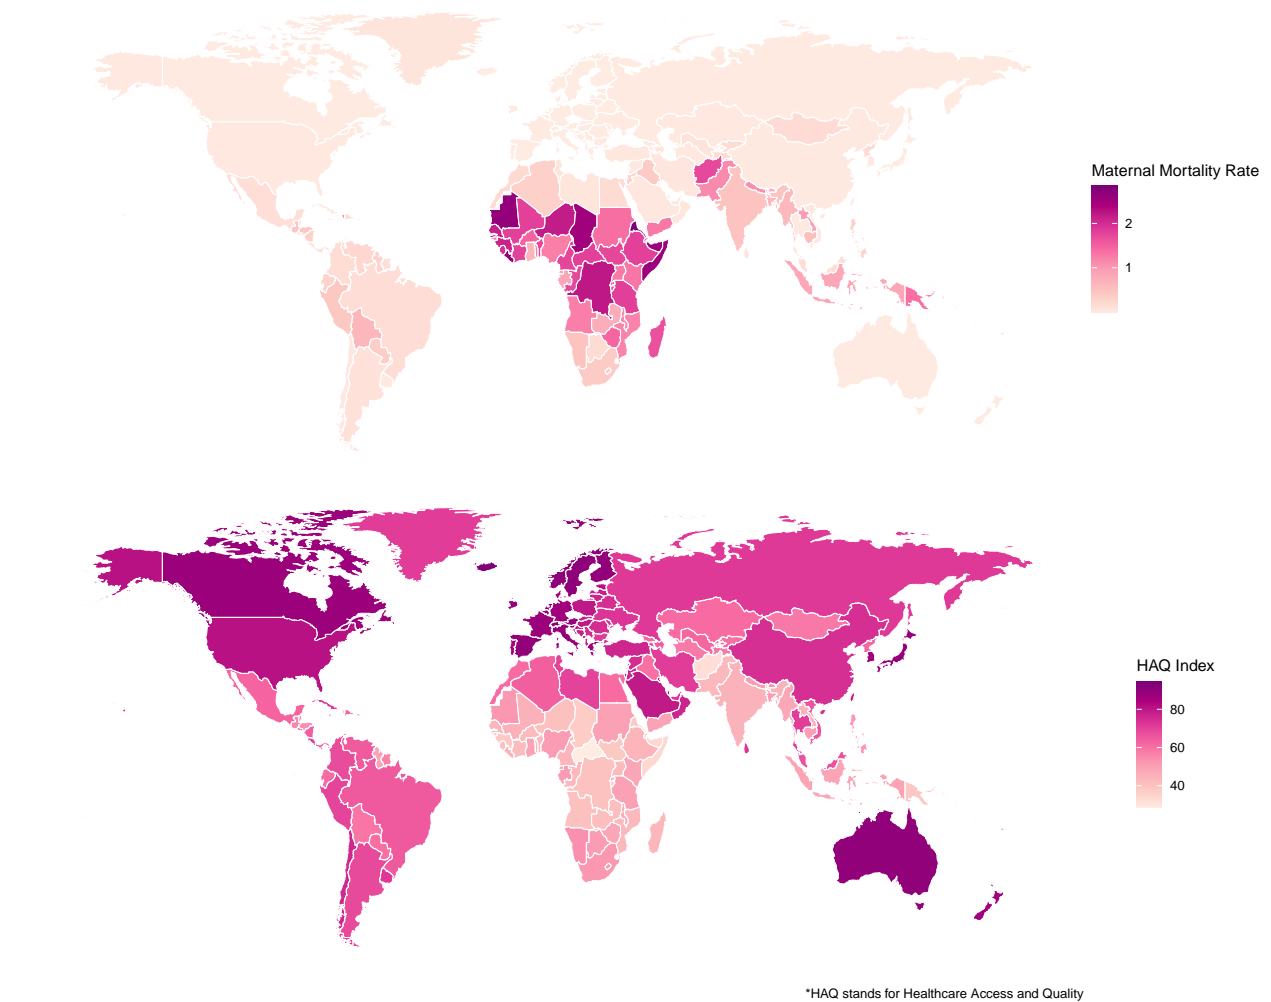 Maternal Mortality Rate
2
1
HAQ Index
80
60
40
*HAQ stands for Healthcare Access and Quality